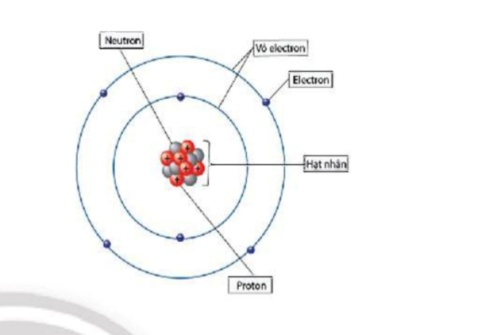 Neutron
Vỏ electron
Electron
Hạt nhân
Proton